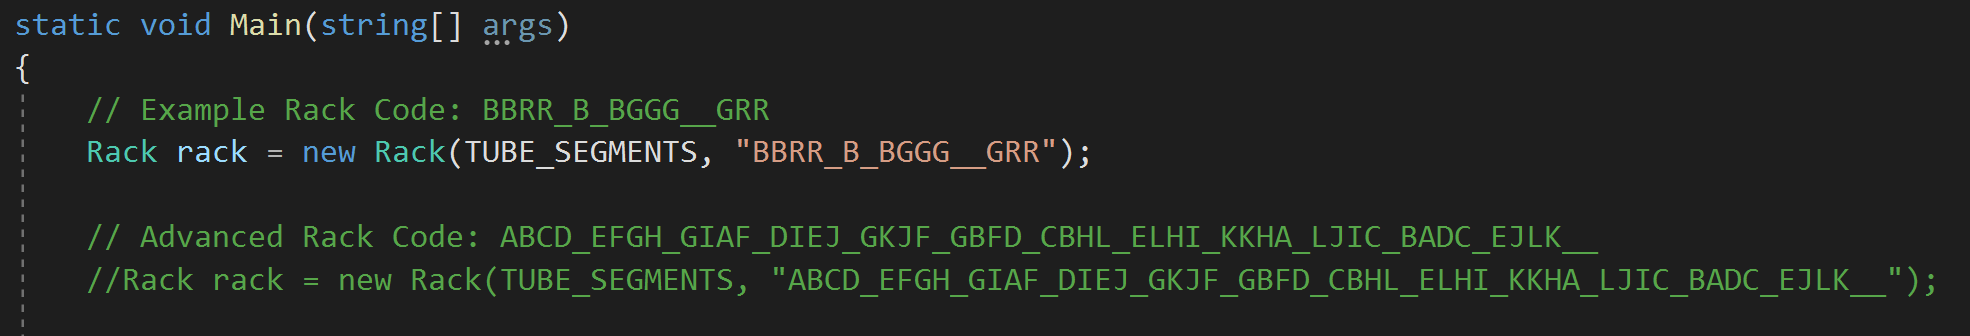 static void Main(string[] args)
{
// Example Rack Code: BBRR_B_BGGG__GRR
Rack rack = new Rack(TUBE_SEGMENTS, "BBRR_B_BGGG__GRR");
// Advanced Rack Code: ABCD_EFGH_GIAF_DIEJ_GKJF_GBFD_CBHL_ELHI_KKHA_LJIC_BADC_EJLK__
//Rack rack = new Rack(TUBE_SEGMENTS, "ABCD_EFGH_GIAF_DIEJ_GKJF_GBFD_CBHL_ELHI_KKHA_LJIC_BADC_EJLK__");